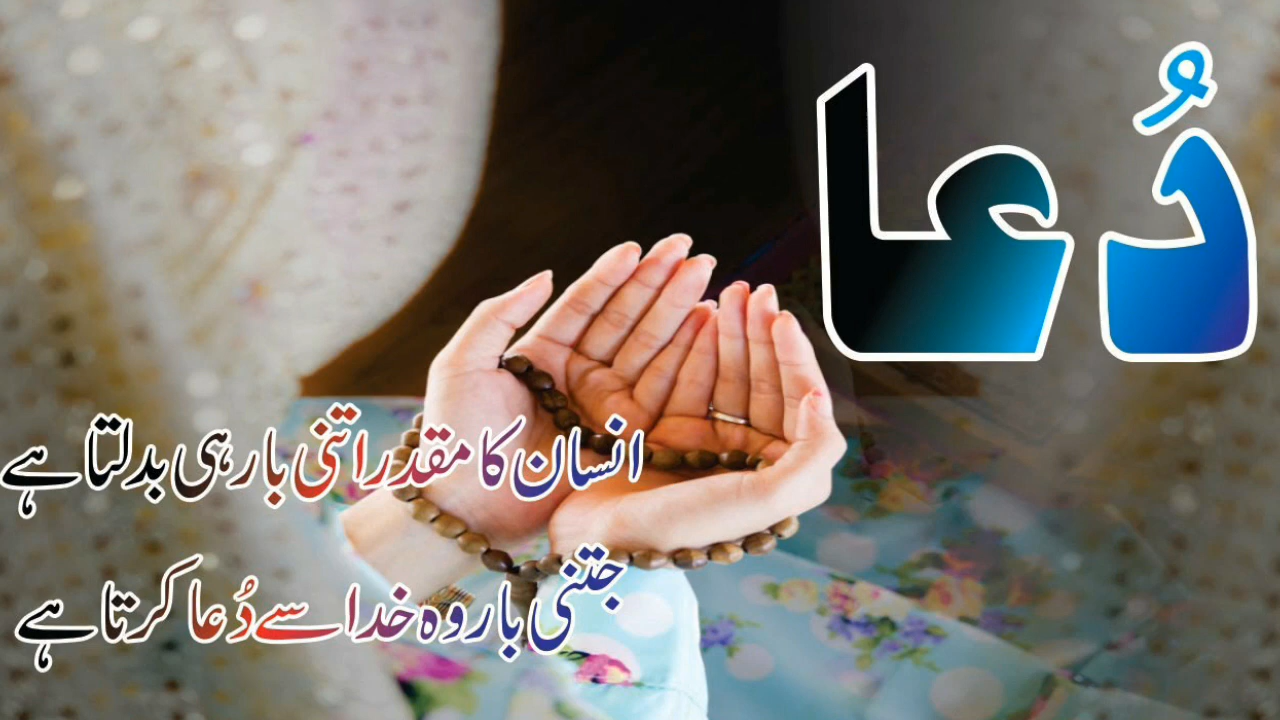 دُعا
انسان کا مقدر اتنی بار ہی بدلتا ہے
جتنی بار وہ خدا سے دُعا کرتا ہے